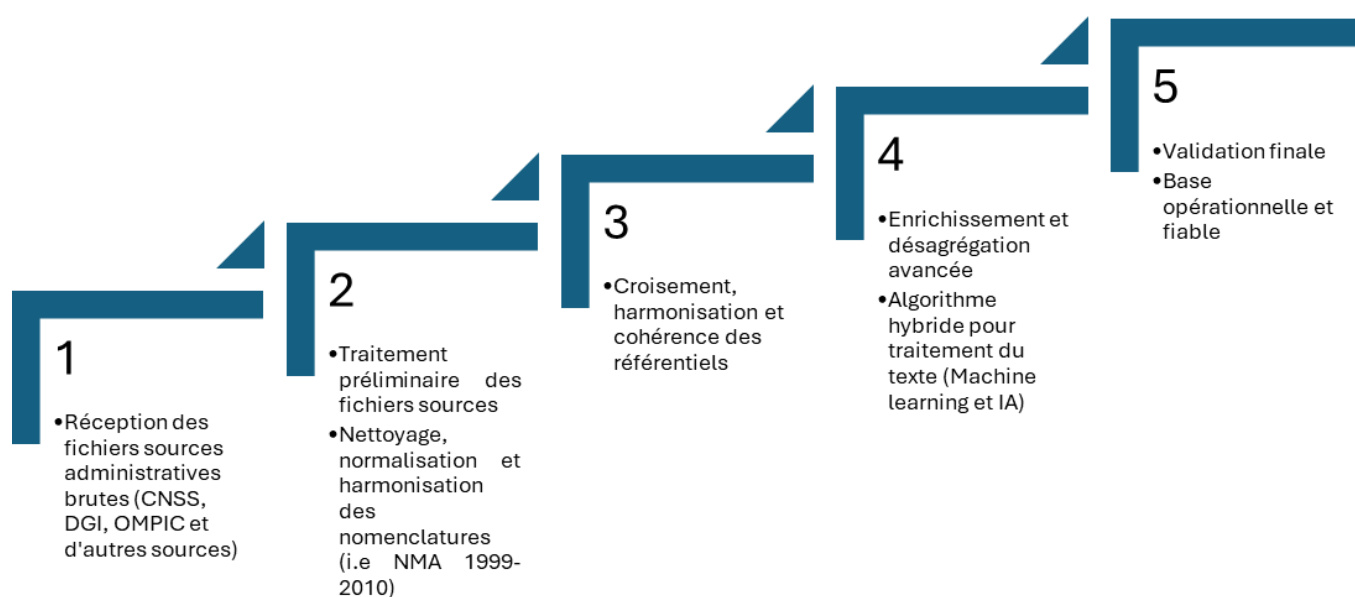 1
•Réception des
fichiers sources
administratives
brutes (CNSS,
DGI, OMPIC et
d'autres sources)
2
•Traitement
préliminaire des
fichiers sources
•Nettoyage,
normalisation et
harmonisation
des
nomenclatures
(i.e NMA 1999-
2010)
3
•Croisement,
harmonisation et
cohérence des
référentiels
4
•Enrichissement et
désagrégation
avancée
•Algorithme
hybride pour
traitement du
texte (Machine
learning et IA)
5
•Validation finale
•Base
opérationnelle et
fiable